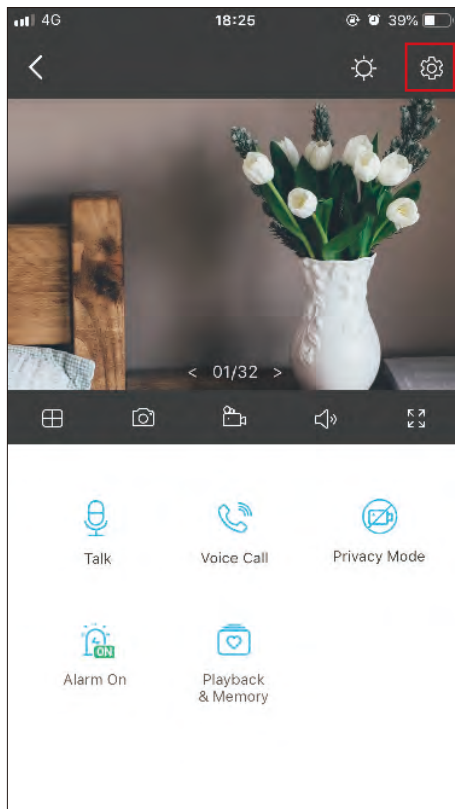 4G 18:25 39%
< 01/32 >
Talk Voice Call Privacy Mode
ON
Alarm On Playback
& Memory